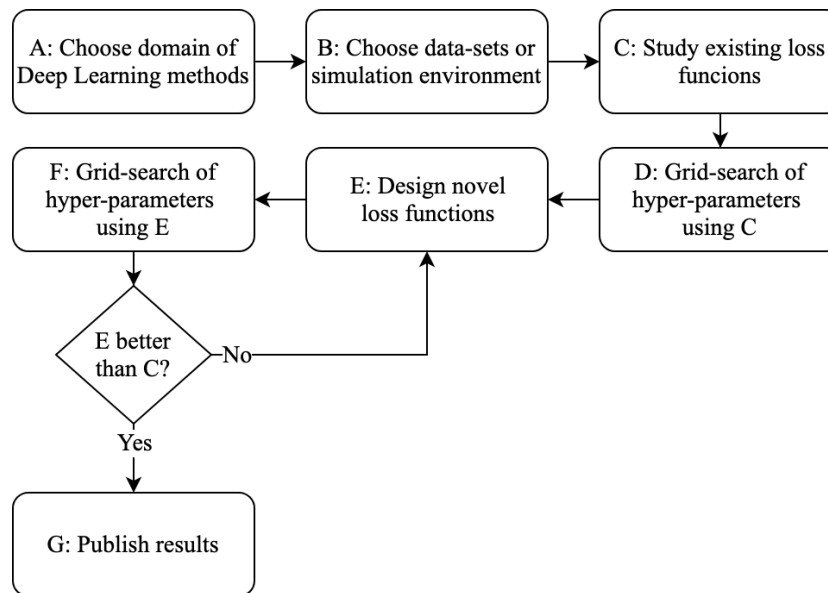 A: Choose domain of
Deep Learning methods
B: Choose data-sets or
simulation environment
C: Study existing loss
funcions
F: Grid-search of
hyper-parameters
using E
E: Design novel
loss functions
D: Grid-search of
hyper-parameters
using C
E better
than C?
No
Yes
G: Publish results